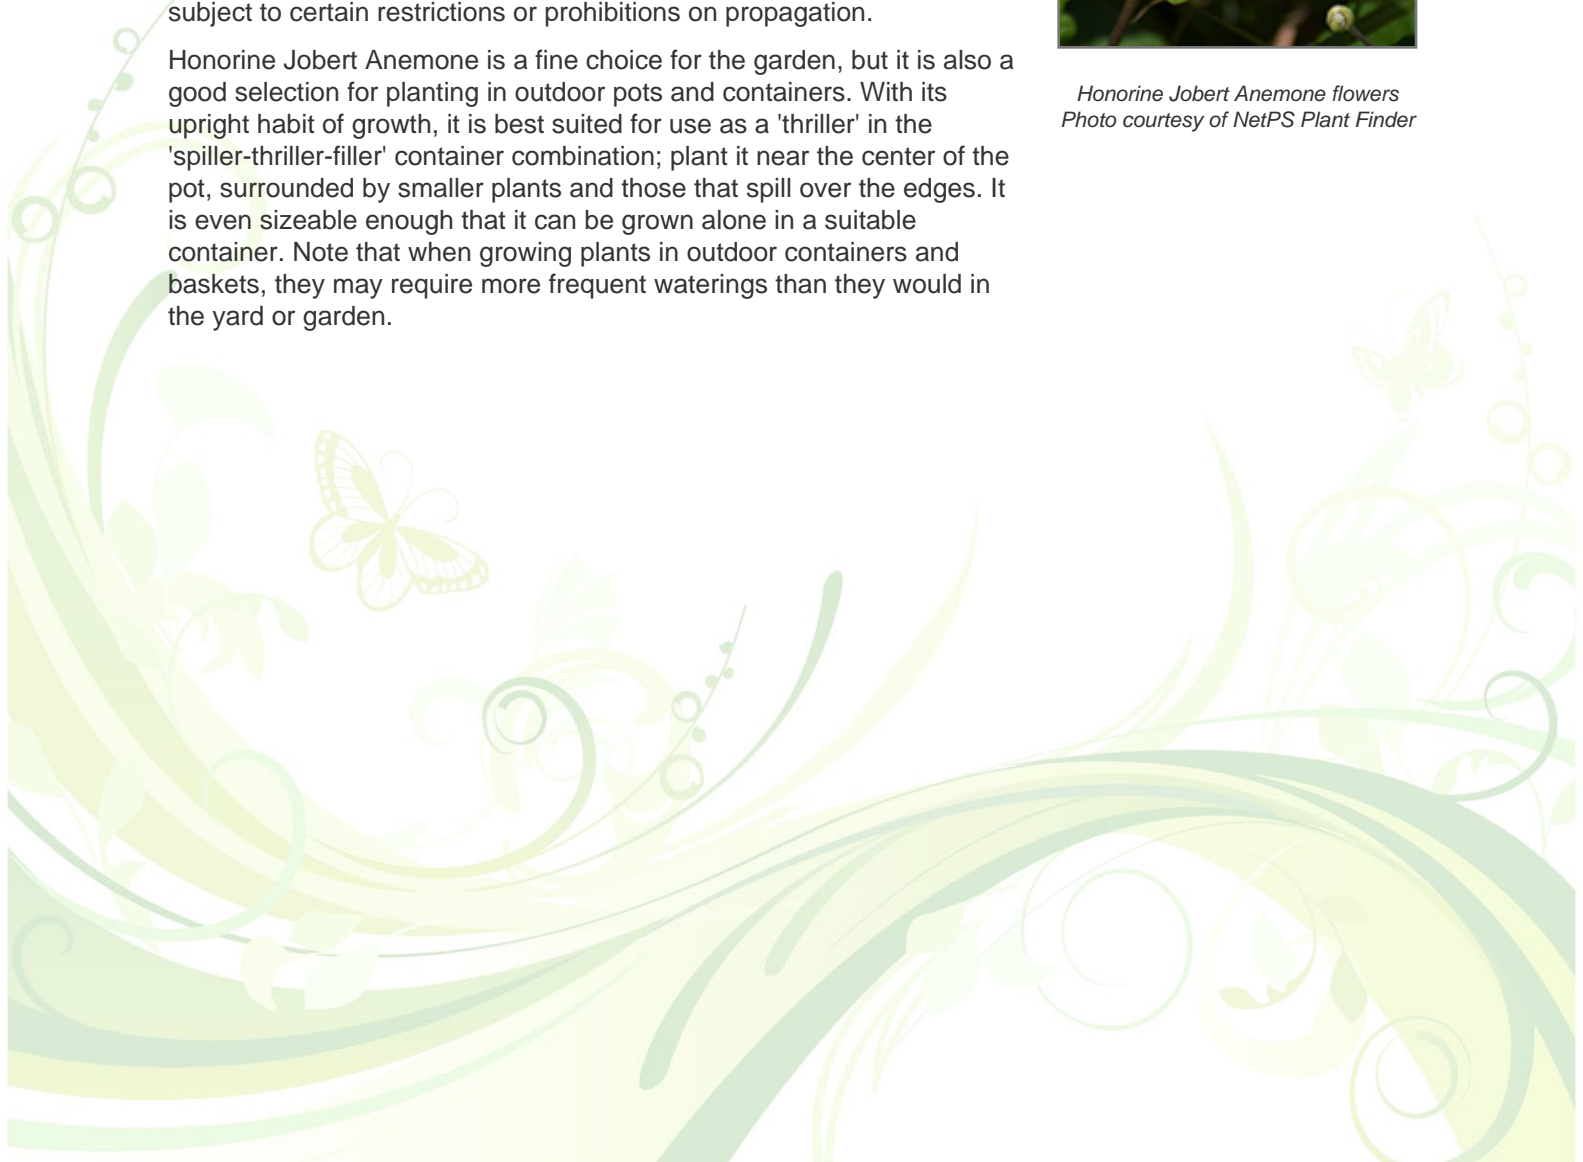 subject to certain restrictions or prohibitions on propagation.
Honorine Jobert Anemone is a fine choice for the garden, but it is also a
good selection for planting in outdoor pots and containers. With its
upright habit of growth, it is best suited for use as a 'thriller' in the
'spiller-thriller-filler' container combination; plant it near the center of the
pot, surrounded by smaller plants and those that spill over the edges. It
is even sizeable enough that it can be grown alone in a suitable
container. Note that when growing plants in outdoor containers and
baskets, they may require more frequent waterings than they would in
the yard or garden.
Honorine Jobert Anemone flowers
Photo courtesy of NetPS Plant Finder